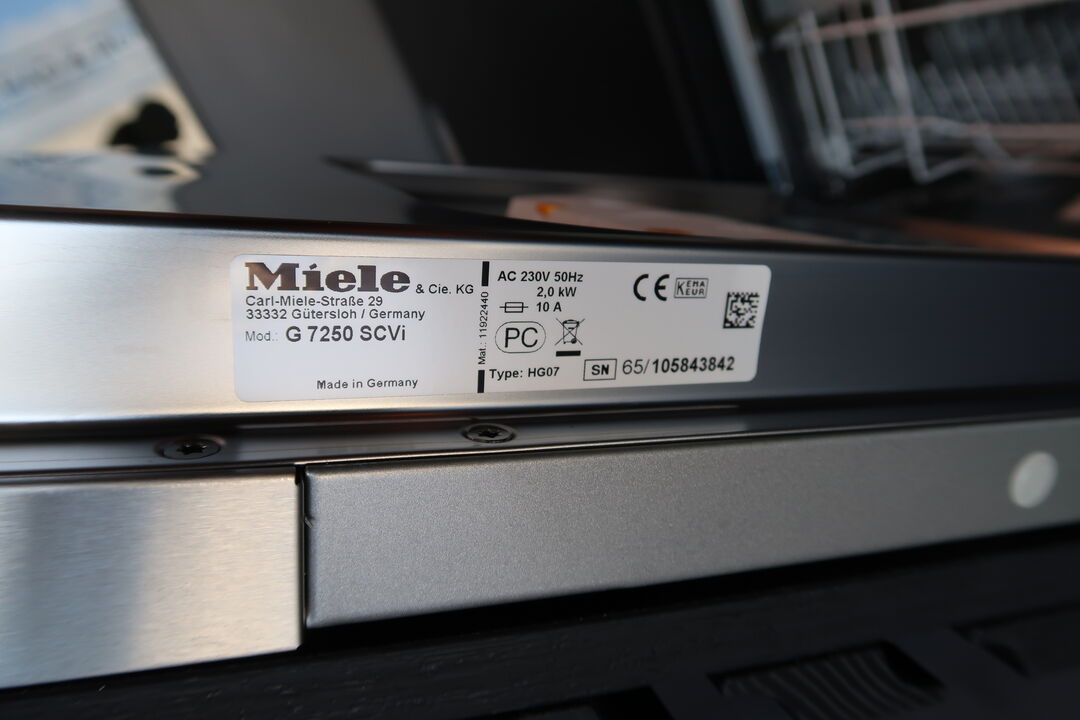 Miele & Cie. KG
Carl-Miele-Straße 29
33332 Gütersloh / Germany
Mod.: G 7250 SCVi
Made in Germany
Mat.: 11922440
AC 230V 50Hz
2,0 kW
10 A
PC
Type: HG07
CE
KEMA
EUR
SN 65/105843842